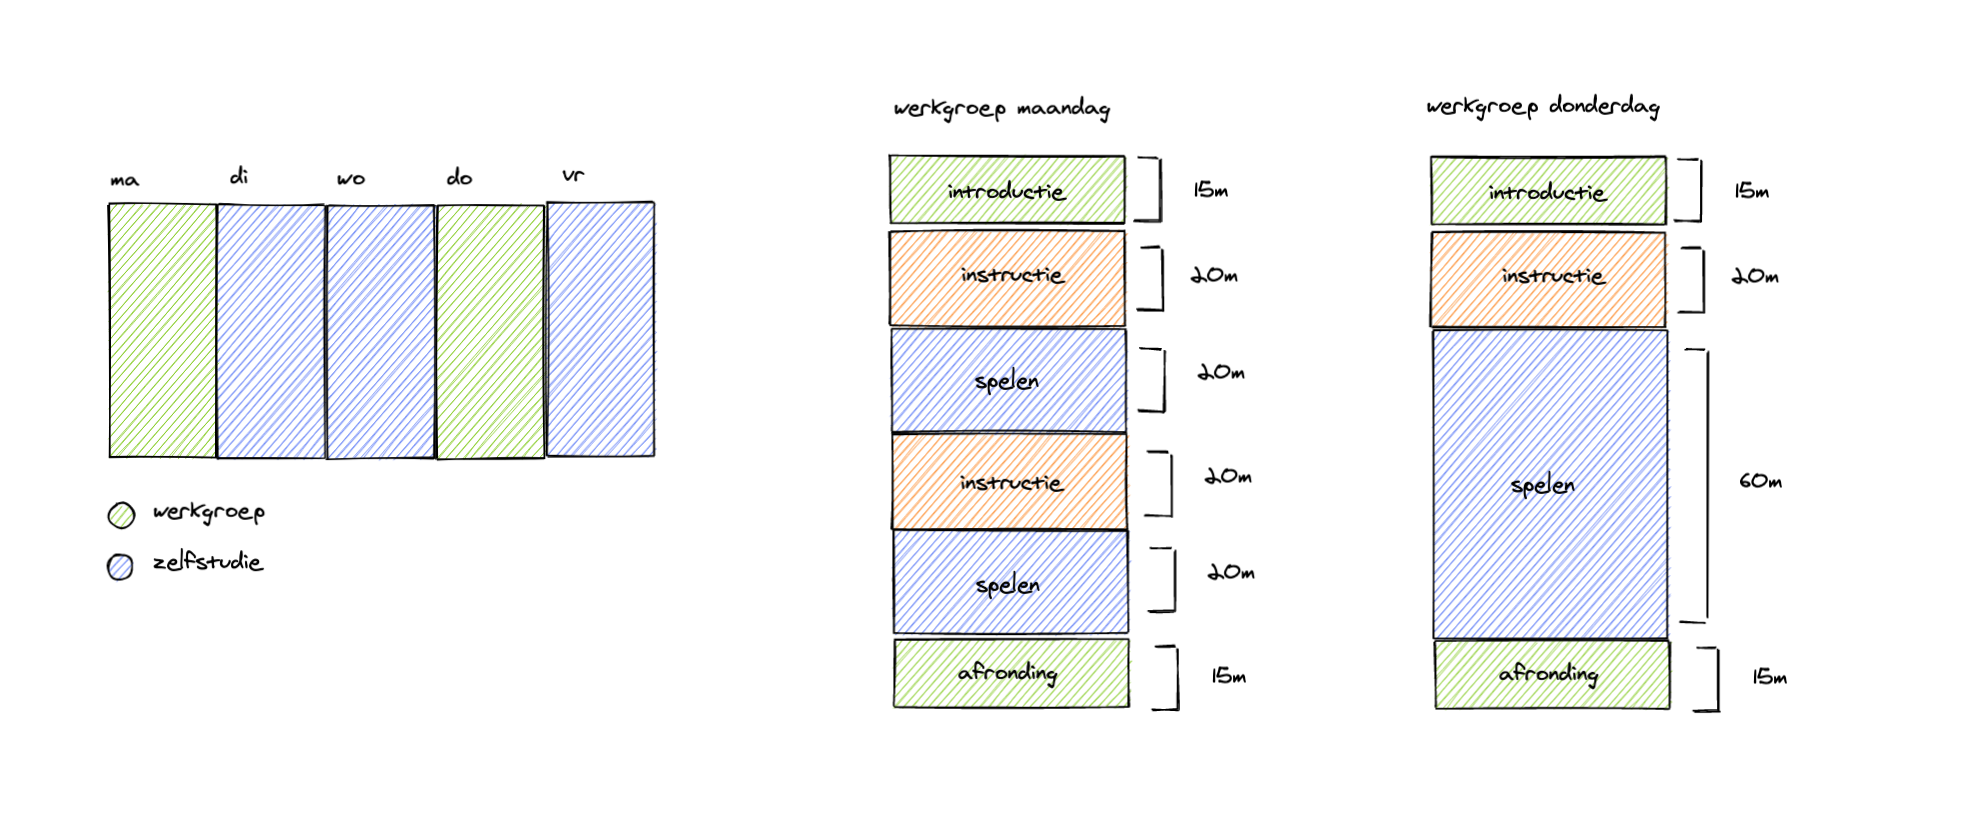 ma di wo do vr
werkgroep
zelfstudie
werkgroep maandag
introductie 15m
instructie 20m
spelen 20m
instructie 20m
spelen 20m
afronding 15m
werkgroep donderdag
introductie 15m
instructie 20m
spelen 60m
afronding 15m